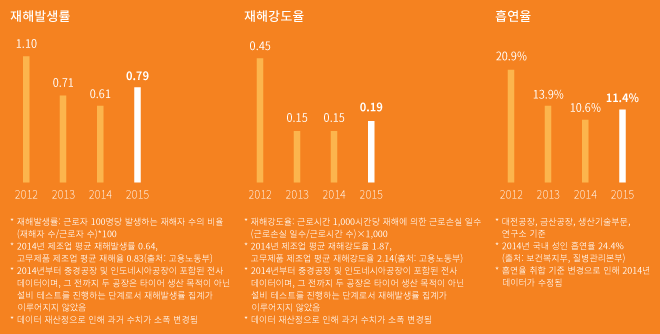 재해발생률
1.10
0.71
0.61
0.79
2012 2013 2014 2015
* 재해발생률: 근로자 100명당 발생하는 재해자 수의 비율
(재해자 수/근로자 수)*100
* 2014년 제조업 평균 재해발생률 0.64,
고무제품 제조업 평균 재해율 0.83(출처: 고용노동부)
* 2014년부터 중경공장 및 인도네시아공장이 포함된 전사
데이터이며, 그 전까지 두 공장은 타이어 생산 목적이 아닌
설비 테스트를 진행하는 단계로서 재해발생률 집계가
이루어지지 않았음
* 데이터 재산정으로 인해 과거 수치가 소폭 변경됨
재해강도율
0.45
0.15
0.15
0.19
2012 2013 2014 2015
* 재해강도율: 근로시간 1,000시간당 재해에 의한 근로손실 일수
(근로손실 일수/근로시간 수)×1,000
* 2014년 제조업 평균 재해강도율 1.87,
고무제품 제조업 평균 재해강도율 2.14(출처: 고용노동부)
* 2014년부터 중경공장 및 인도네시아공장이 포함된 전사
데이터이며, 그 전까지 두 공장은 타이어 생산 목적이 아닌
설비 테스트를 진행하는 단계로서 재해발생률 집계가
이루어지지 않았음
* 데이터 재산정으로 인해 과거 수치가 소폭 변경됨
흡연율
20.9%
13.9%
10.6%
11.4%
2012 2013 2014 2015
* 대전공장, 금산공장, 생산기술부문,
연구소 기준
* 2014년 국내 성인 흡연율 24.4%
(출처: 보건복지부, 질병관리본부)
* 흡연율 취합 기준 변경으로 인해 2014년
데이터가 수정됨